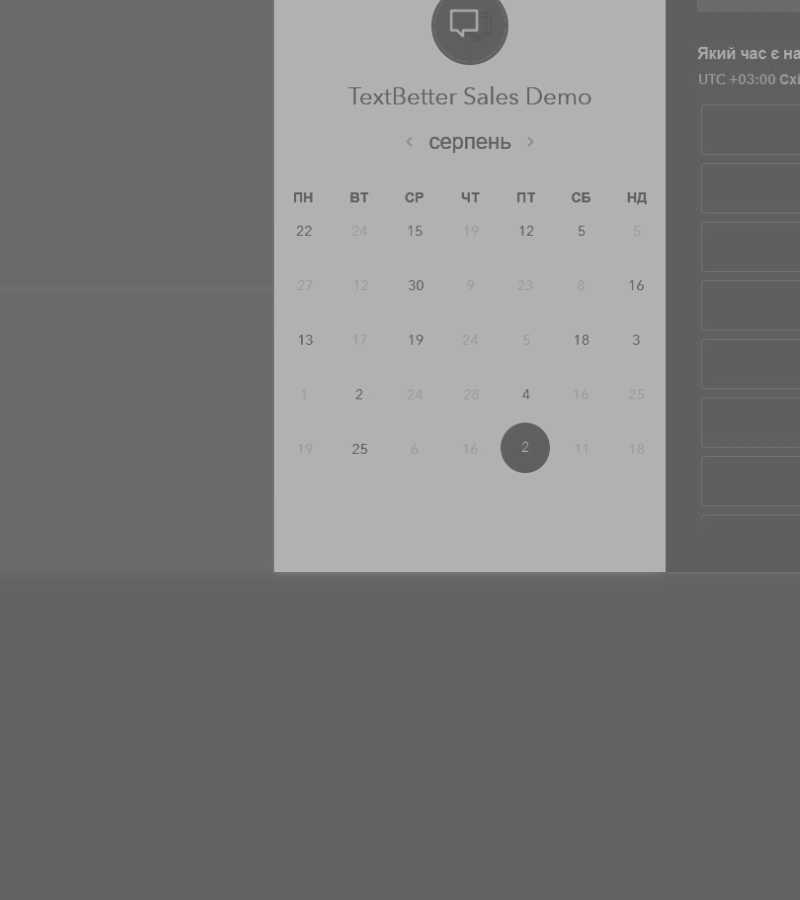 TextBetter Sales Demo
Який час є на
серпень
UTC +03:00 Схі
ПН ВТ СР ЧТ ПТ СБ НД
22 24 15 19 12 5 5
27 12 30 9 23 8 16
13 17 19 24 5 18 3
1 2 24 28 4 16 25
19 25 6 16 2 11 18